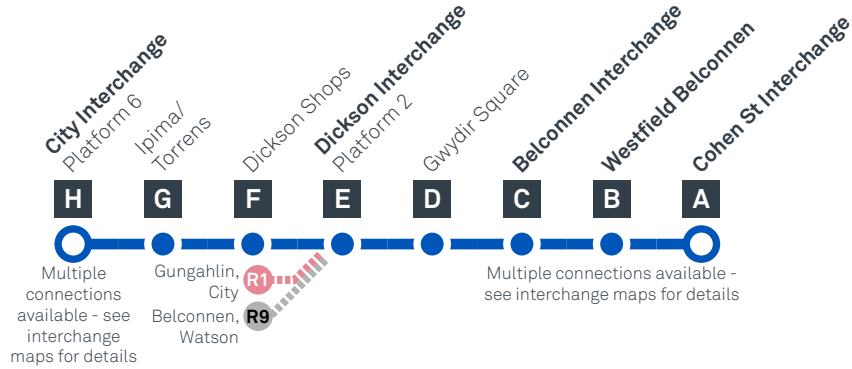 City Interchange
Platform 6
Ipima/
Torrens
Dickson Shops
Dickson Interchange
Platform 2
Gwydir Square
Belconnen Interchange
Westfield Belconnen
Cohen St Interchange
H
G
F
E
D
C
B
A
Multiple
connections
available - see
interchange
maps for details
Gungahlin,
City
R1
Belconnen,
Watson
R9
Multiple connections available -
see interchange maps for details